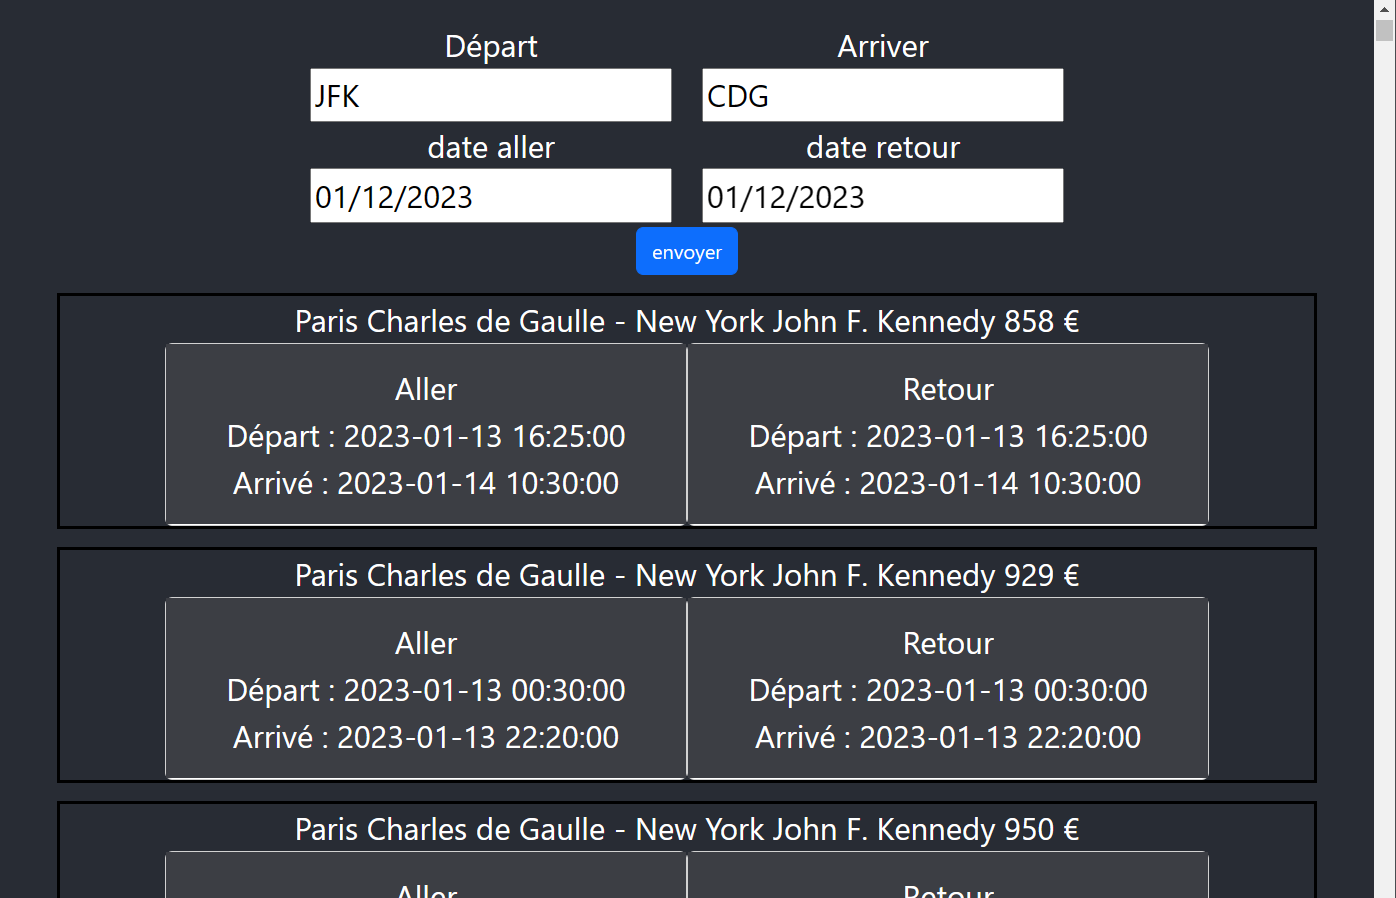 Départ Arriver
JFK CDG
date aller date retour
01/12/2023 01/12/2023
envoyer
Paris Charles de Gaulle - New York John F. Kennedy 858 €
Aller Retour
Départ : 2023-01-13 16:25:00 Départ : 2023-01-13 16:25:00
Arrivé : 2023-01-14 10:30:00 Arrivé : 2023-01-14 10:30:00
Paris Charles de Gaulle - New York John F. Kennedy 929 €
Aller Retour
Départ : 2023-01-13 00:30:00 Départ : 2023-01-13 00:30:00
Arrivé : 2023-01-13 22:20:00 Arrivé : 2023-01-13 22:20:00
Paris Charles de Gaulle - New York John F. Kennedy 950 €
Aller Retour